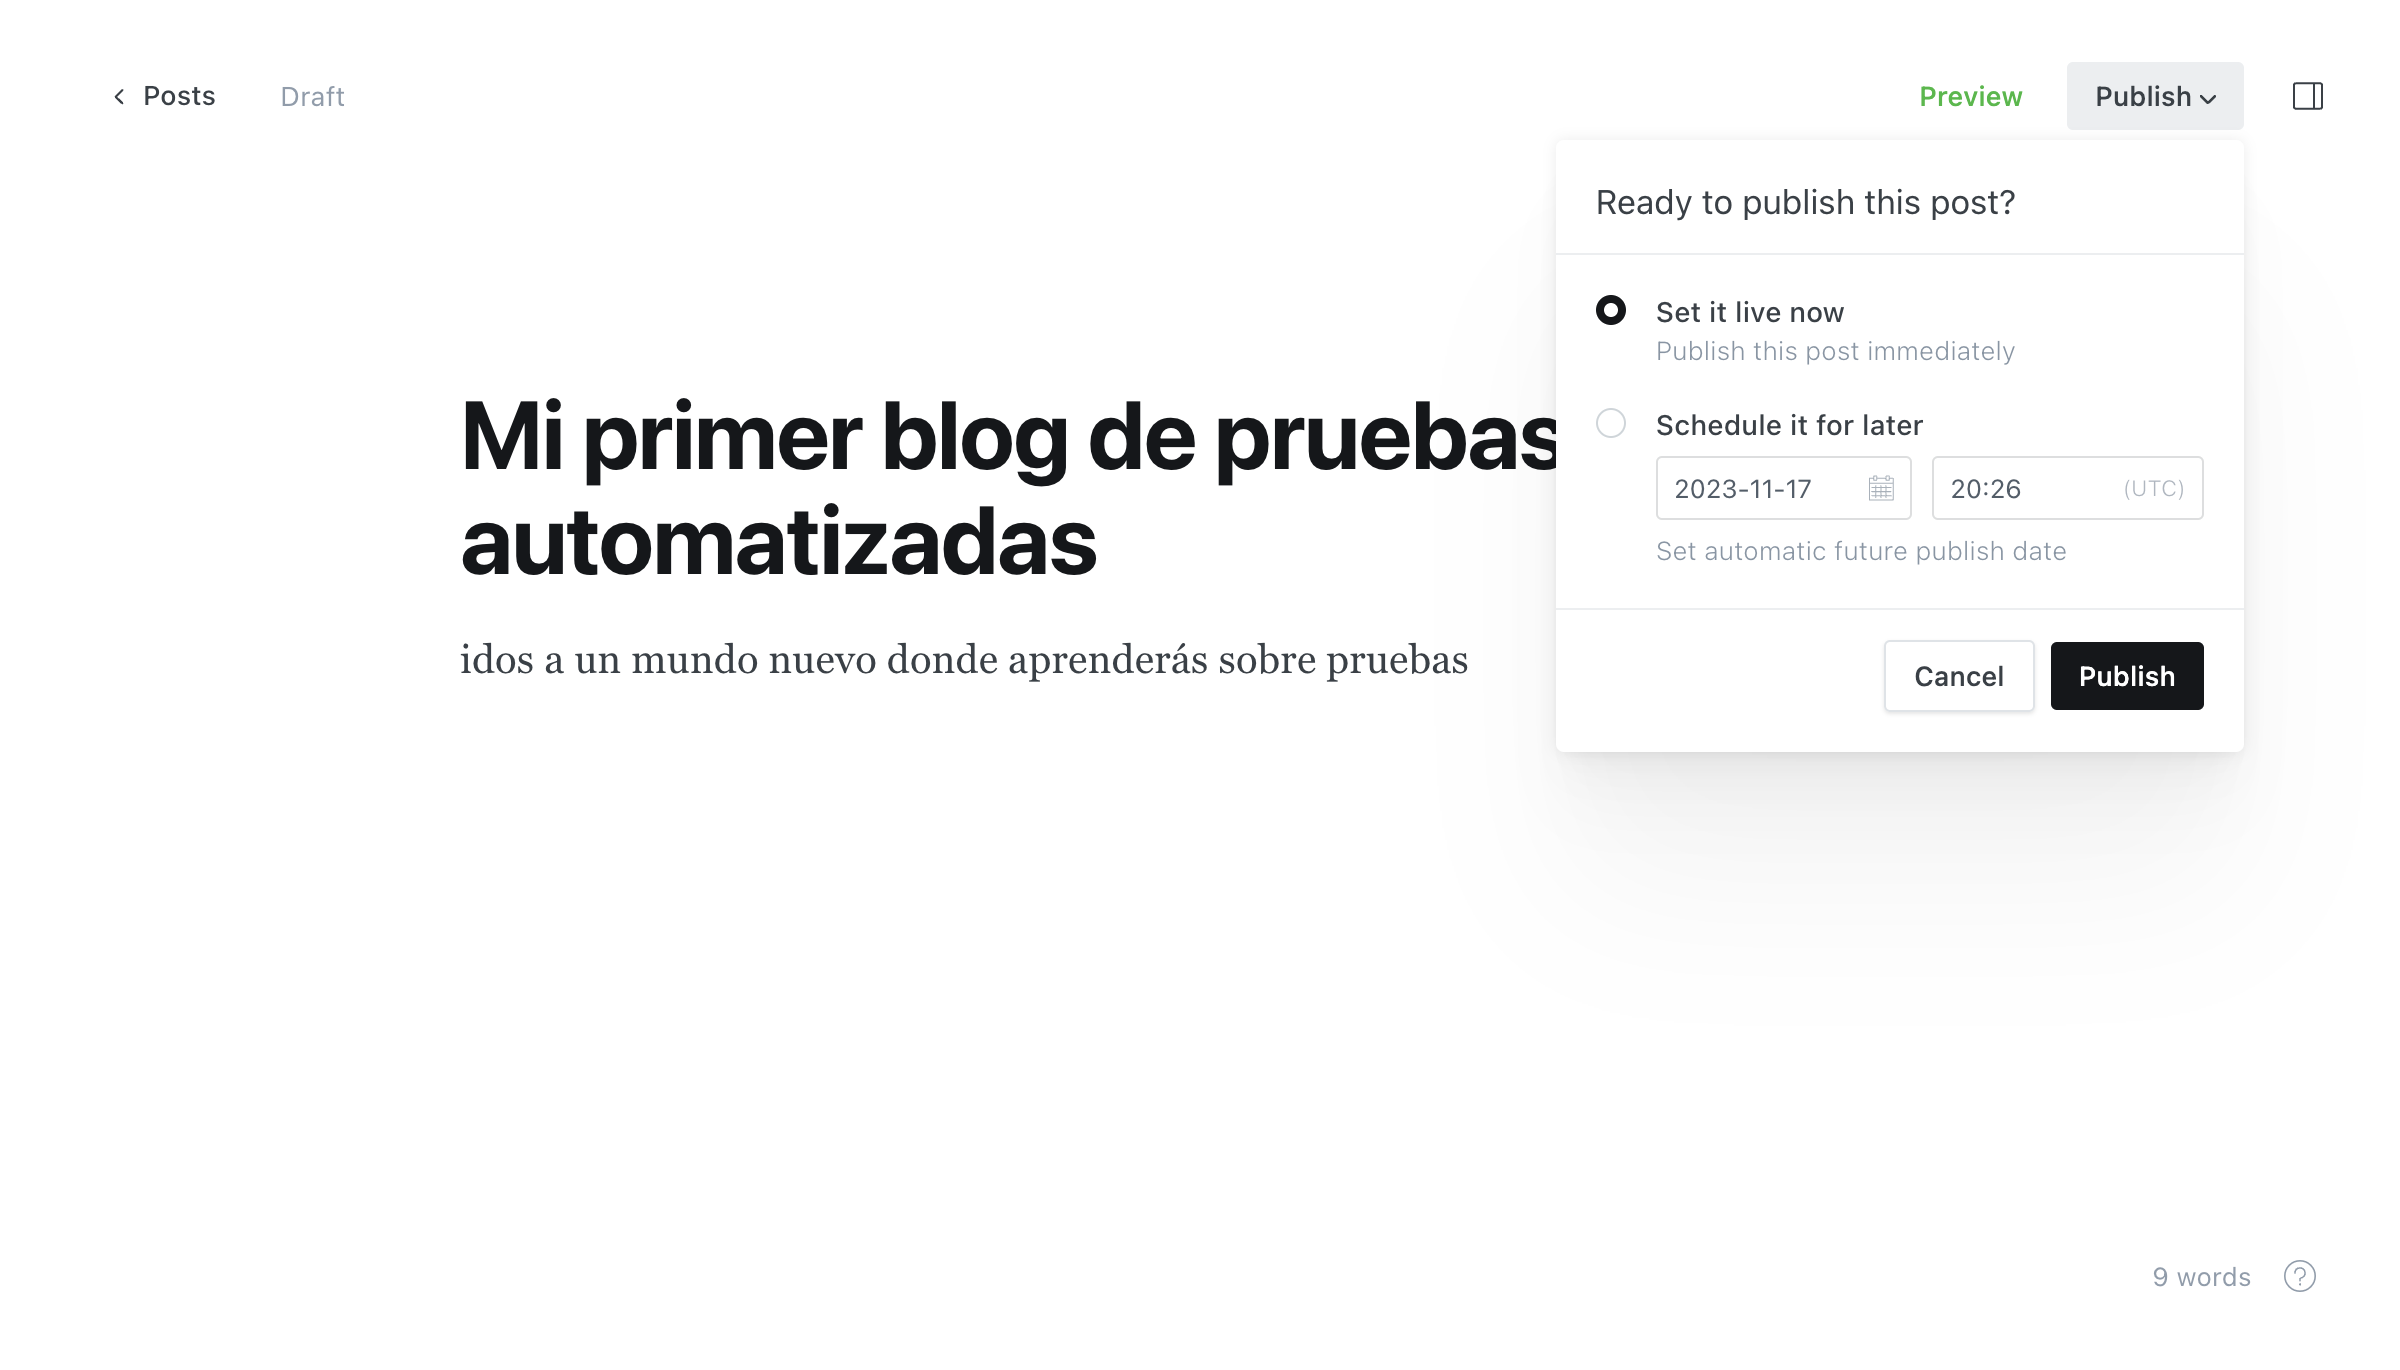 Posts
Draft
Preview
Publish
Ready to publish this post?
Set it live now
Publish this post immediately
Schedule it for later
2023-11-17
20:26
(UTC)
Set automatic future publish date
Cancel
Publish
Mi primer blog de pruebas
automatizadas
idos a un mundo nuevo donde aprenderás sobre pruebas
9 words
?